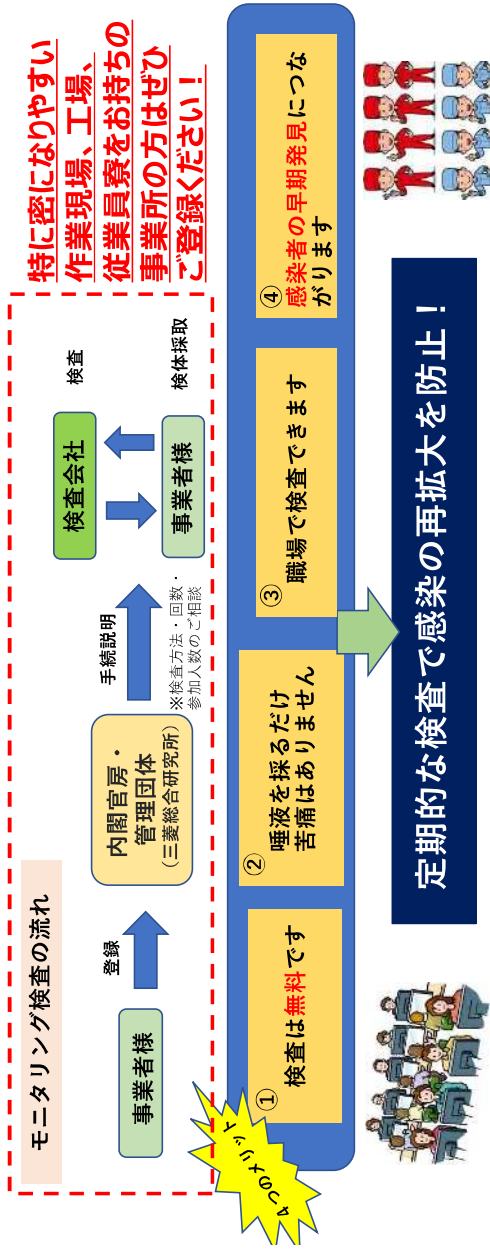 モニタリング検査の流れ
事業者様
登録
内閣官房・
管理団体
(三菱総合研究所)
手続説明
※検査方法・回数・
参加人数のご相談
検査会社
検査
事業者様
検体採取
特に密になりやすい
作業現場、工場、
従業員寮をお持ちの
事業所の方はぜひ
ご登録ください！
4つのメリット
①
検査は無料です
②
唾液を採るだけ
苦痛はありません
③
職場で検査できます
④
感染者の早期発見につな
がります
定期的な検査で感染の再拡大を防止！